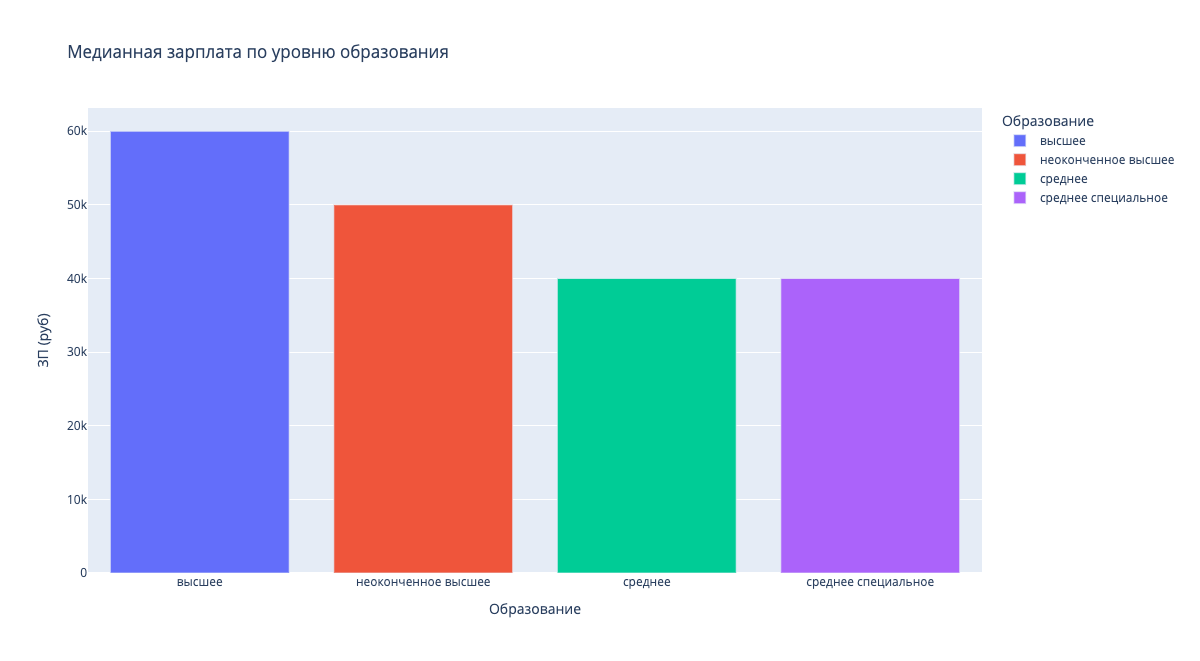 Медианная зарплата по уровню образования
60k
50k
40k
30k
20k
10k
0
ЗП (руб)
высшее
неоконченное высшее
среднее
среднее специальное
Образование
Образование
высшее
неоконченное высшее
среднее
среднее специальное